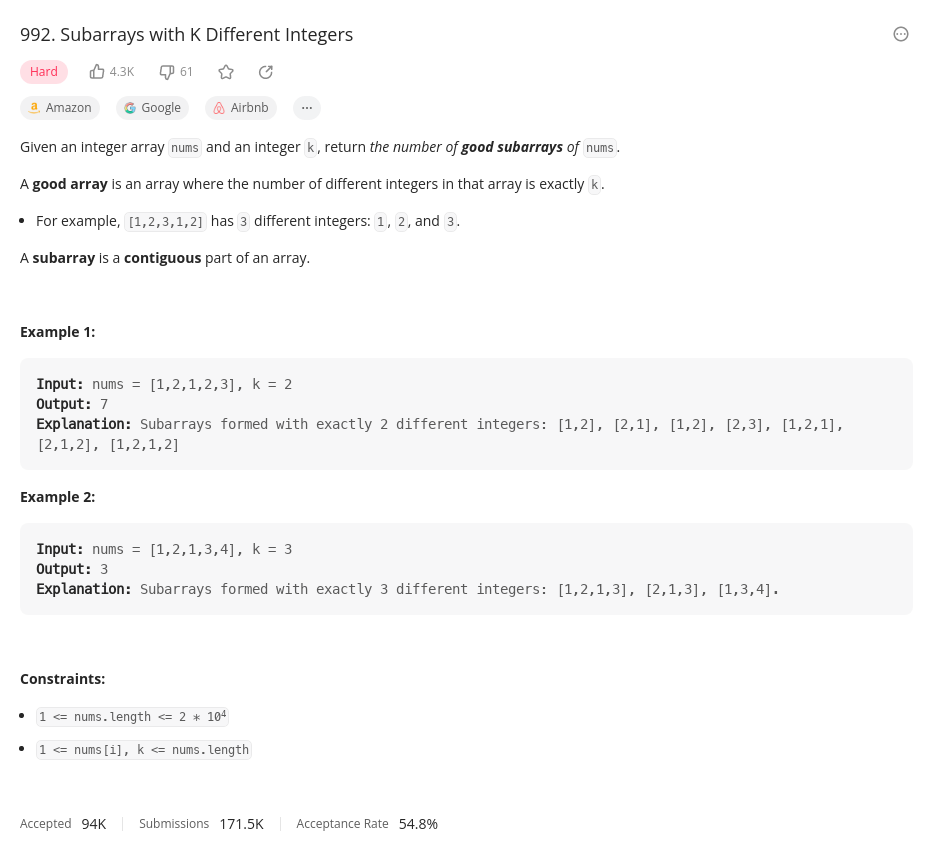 992. Subarrays with K Different Integers
Hard 4.3K 61
Amazon Google Airbnb ...
Given an integer array nums and an integer k, return the number of good subarrays of nums.
A good array is an array where the number of different integers in that array is exactly k.
• For example, [1,2,3,1,2] has 3 different integers: 1, 2, and 3.
A subarray is a contiguous part of an array.
Example 1:
Input: nums = [1,2,1,2,3], k = 2
Output: 7
Explanation: Subarrays formed with exactly 2 different integers: [1,2], [2,1], [1,2], [2,3], [1,2,1],
[2,1,2], [1,2,1,2]
Example 2:
Input: nums = [1,2,1,3,4], k = 3
Output: 3
Explanation: Subarrays formed with exactly 3 different integers: [1,2,1,3], [2,1,3], [1,3,4].
Constraints:
• 1 <= nums.length <= 2 * 10⁴
• 1 <= nums[i], k <= nums.length
Accepted 94K Submissions 171.5K Acceptance Rate 54.8%